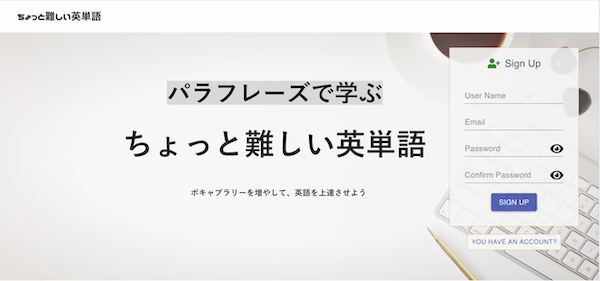 ちょっと難しい英単語
パラフレーズで学ぶ
ちょっと難しい英単語
ボキャブラリーを増やして、英語を上達させよう
Sign Up
User Name
Email
Password
Confirm Password
SIGN UP
YOU HAVE AN ACCOUNT?